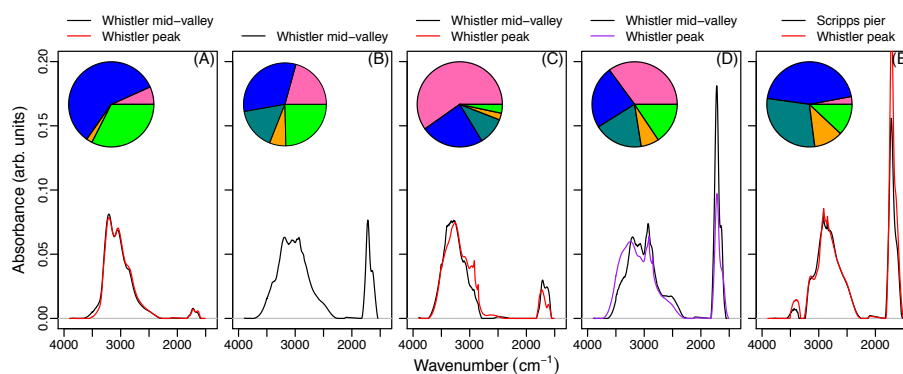 Whistler mid-valley
Whistler peak
Whistler mid-valley
Whistler mid-valley
Whistler peak
Whistler mid-valley
Whistler peak
Scripps pier
Whistler peak
(A)
(B)
(C)
(D)
(E
Absorbance (arb. units)
0.00
0.05
0.10
0.15
0.20
4000 3000 2000
4000 3000 2000
4000 3000 2000
4000 3000 2000
4000 3000 2000
Wavenumber (cm⁻¹)